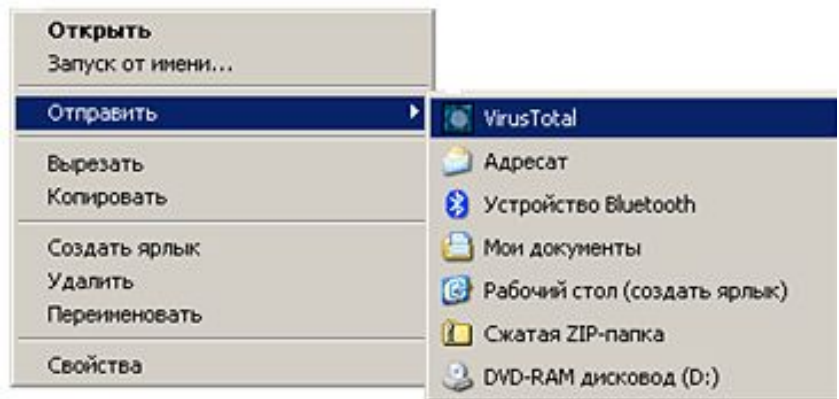 Открыть
Запуск от имени...
Отправить
Вырезать
Копировать
Создать ярлык
Удалить
Переименовать
Свойства
VirusTotal
Адресат
Устройство Bluetooth
Мои документы
Рабочий стол (создать ярлык)
Сжатая ZIP-папка
DVD-RAM дисковод (D:)